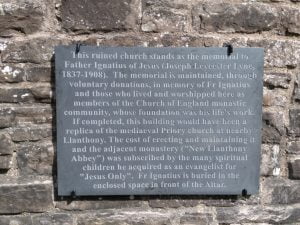 This ruined church stands as the memorial to
Father Ignatius of Jesus (Joseph Leycester Lyne,
1837-1908). The memorial is maintained, through
voluntary donations, in memory of Fr Ignatius
and those who lived and worshipped here as
members of the Church of England monastic
community, whose foundation was his life's work.
If completed, this building would have been a
replica of the mediaeval Priory church at nearby
Llanthony. The cost of erecting and maintaining it
and the adjacent monastery ("New Llanthony
Abbey") was subscribed by the many spiritual
children he acquired as an evangelist for
"Jesus Only". Fr Ignatius is buried in the
enclosed space in front of the Altar.